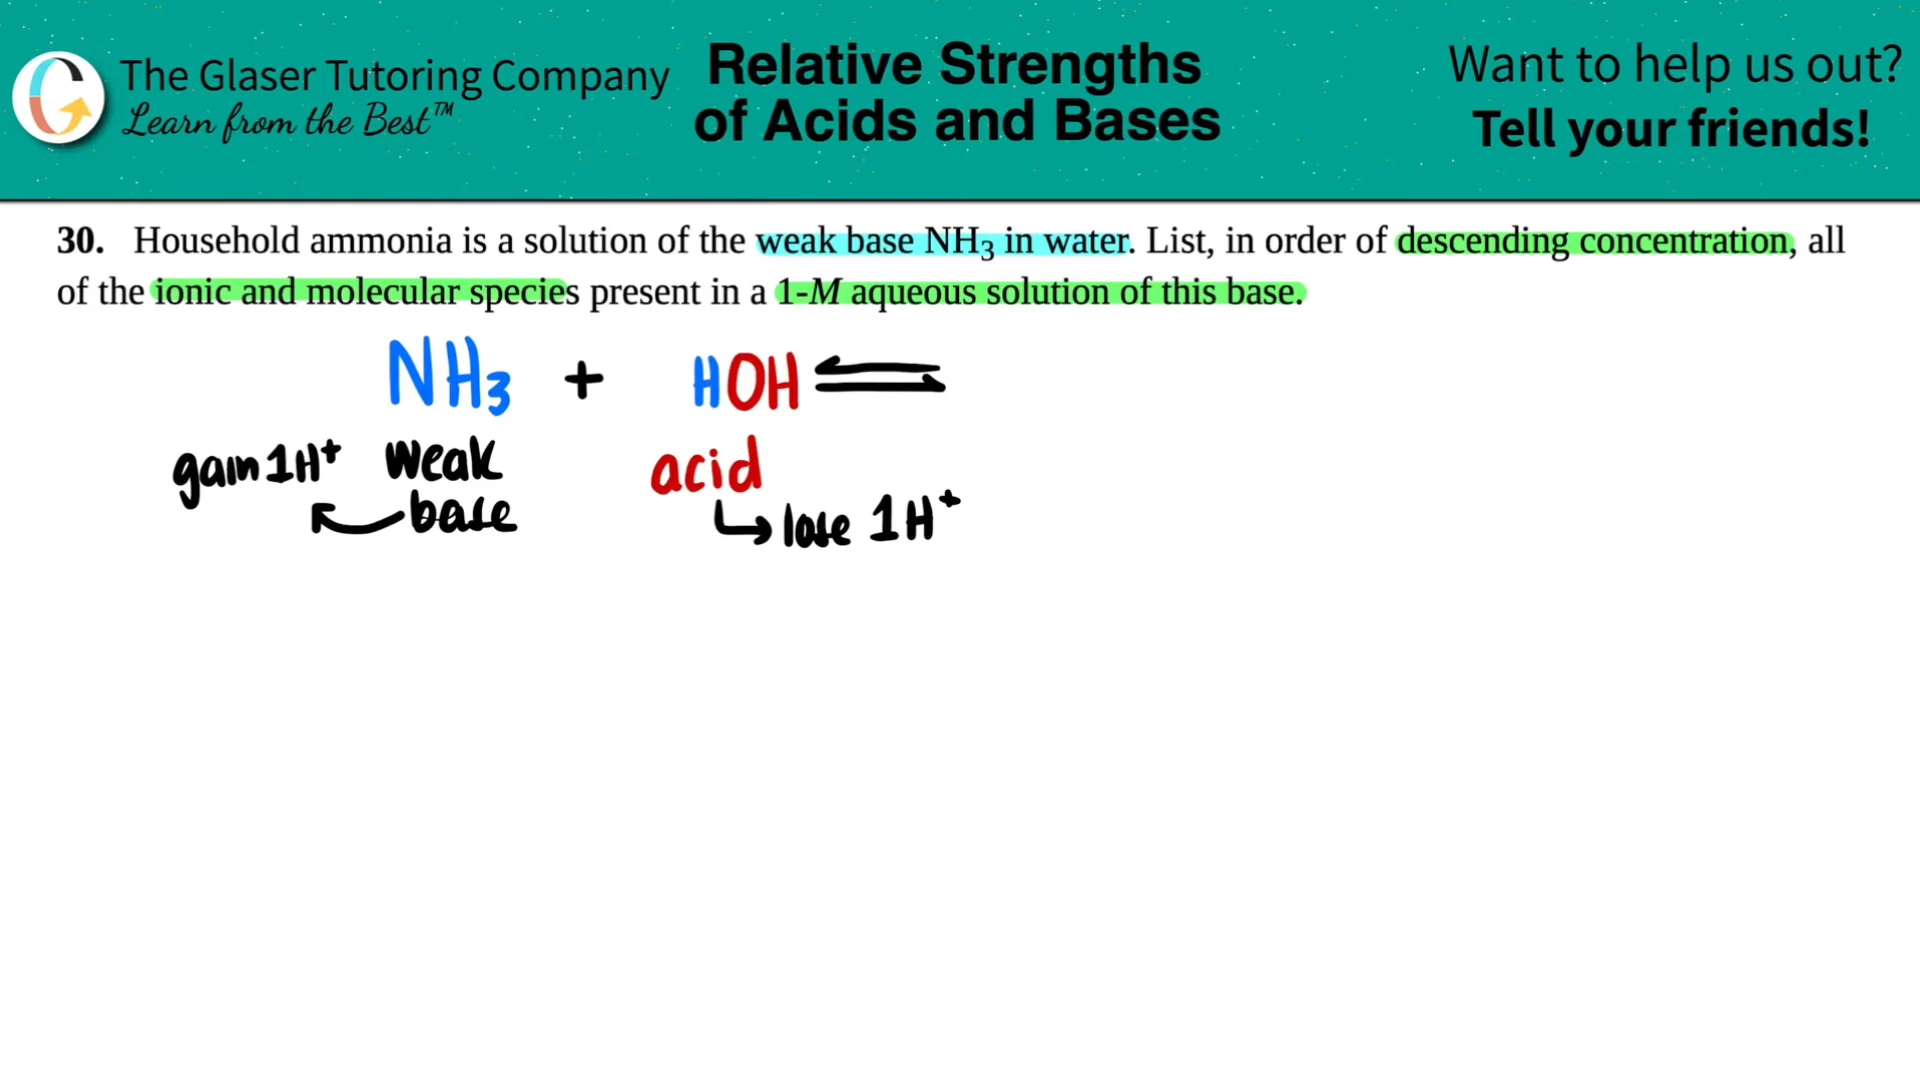 The Glaser Tutoring Company
Learn from the Best™
Relative Strengths
of Acids and Bases
Want to help us out?
Tell your friends!
30. Household ammonia is a solution of the weak base NH₃ in water. List, in order of descending concentration, all
of the ionic and molecular species present in a 1-M aqueous solution of this base.
NH₃ + HOH ⇌
gain 1H⁺ weak
base
acid
↳ lose 1H⁺